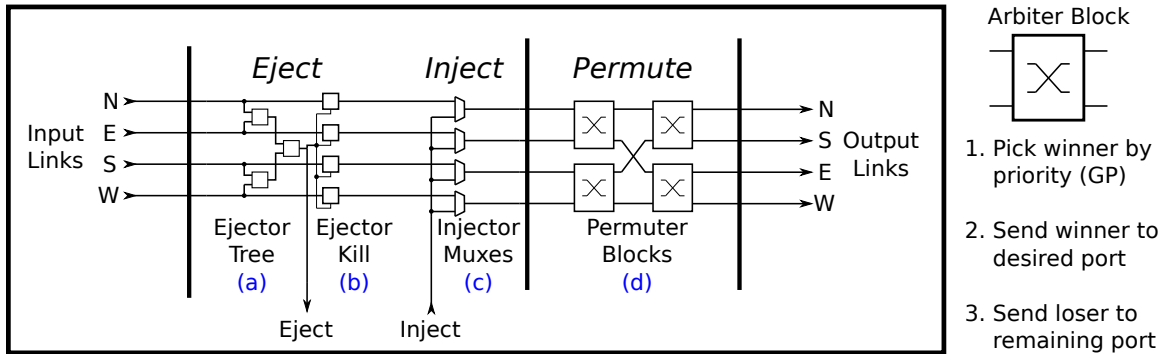 Eject
Inject
Permute
Input
Links
N
E
S
W
N
S
E
W
Output
Links
Ejector
Tree
(a)
Ejector
Kill
(b)
Injector
Muxes
(c)
Permuter
Blocks
(d)
Eject
Inject
Arbiter Block
1. Pick winner by
priority (GP)
2. Send winner to
desired port
3. Send loser to
remaining port